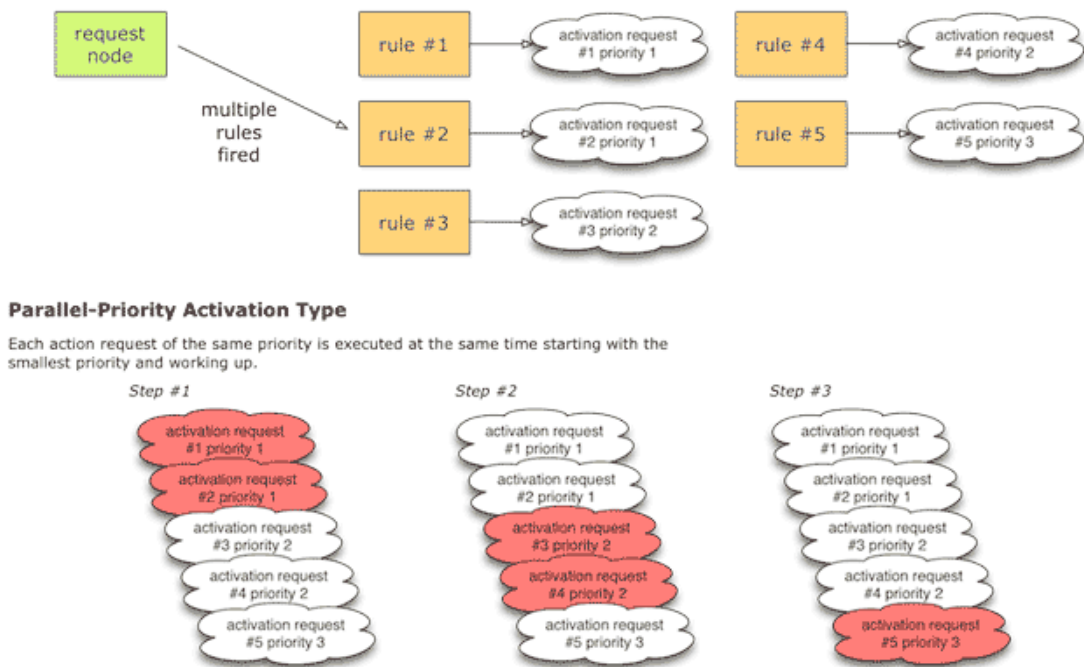 request
node
multiple
rules
fired
rule #1
activation request
#1 priority 1
rule #4
activation request
#4 priority 2
rule #2
activation request
#2 priority 1
rule #5
activation request
#5 priority 3
rule #3
activation request
#3 priority 2
Parallel-Priority Activation Type
Each action request of the same priority is executed at the same time starting with the
smallest priority and working up.
Step #1
activation request
#1 priority 1
activation request
#2 priority 1
activation request
#3 priority 2
activation request
#4 priority 2
activation request
#5 priority 3
Step #2
activation request
#1 priority 1
activation request
#2 priority 1
activation request
#3 priority 2
activation request
#4 priority 2
activation request
#5 priority 3
Step #3
activation request
#1 priority 1
activation request
#2 priority 1
activation request
#3 priority 2
activation request
#4 priority 2
activation request
#5 priority 3